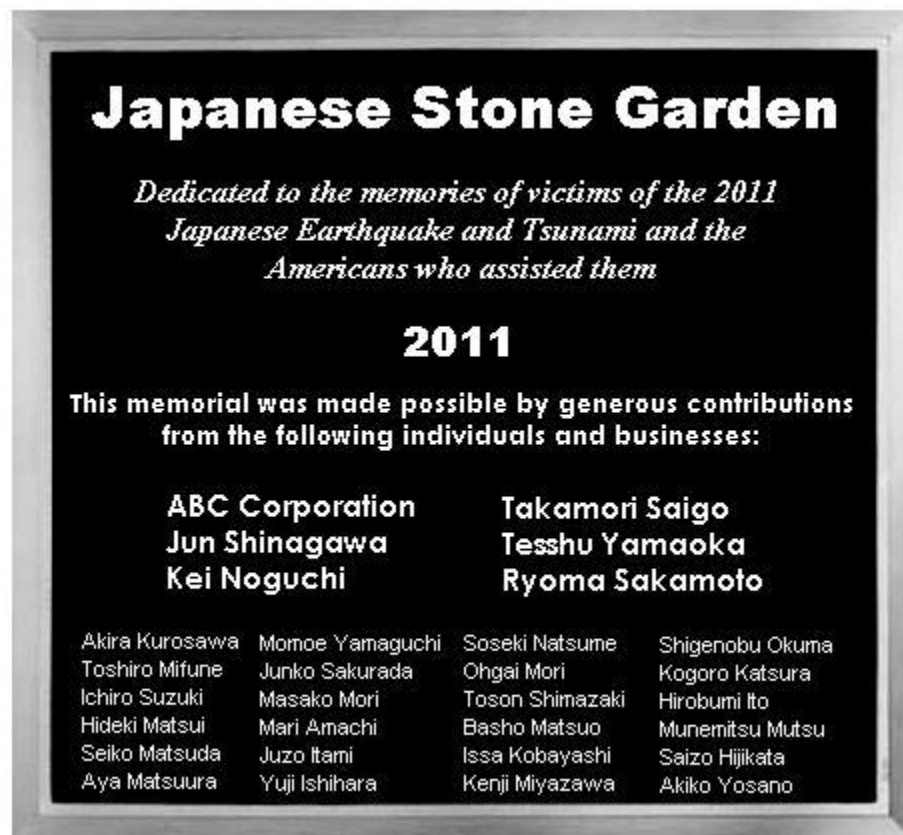 Japanese Stone Garden
Dedicated to the memories of victims of the 2011
Japanese Earthquake and Tsunami and the
Americans who assisted them
2011
This memorial was made possible by generous contributions
from the following individuals and businesses:
ABC Corporation
Jun Shinagawa
Kei Noguchi
Takamori Saigo
Tesshu Yamaoka
Ryoma Sakamoto
Akira Kurosawa
Toshiro Mifune
Ichiro Suzuki
Hideki Matsui
Seiko Matsuda
Aya Matsuura
Momoe Yamaguchi
Junko Sakurada
Masako Mori
Mari Amachi
Juzo Itami
Yuji Ishihara
Soseki Natsume
Ohgai Mori
Toson Shimazaki
Basho Matsuo
Issa Kobayashi
Kenji Miyazawa
Shigenobu Okuma
Kogoro Katsura
Hirobumi Ito
Munemitsu Mutsu
Saizo Hijikata
Akiko Yosano